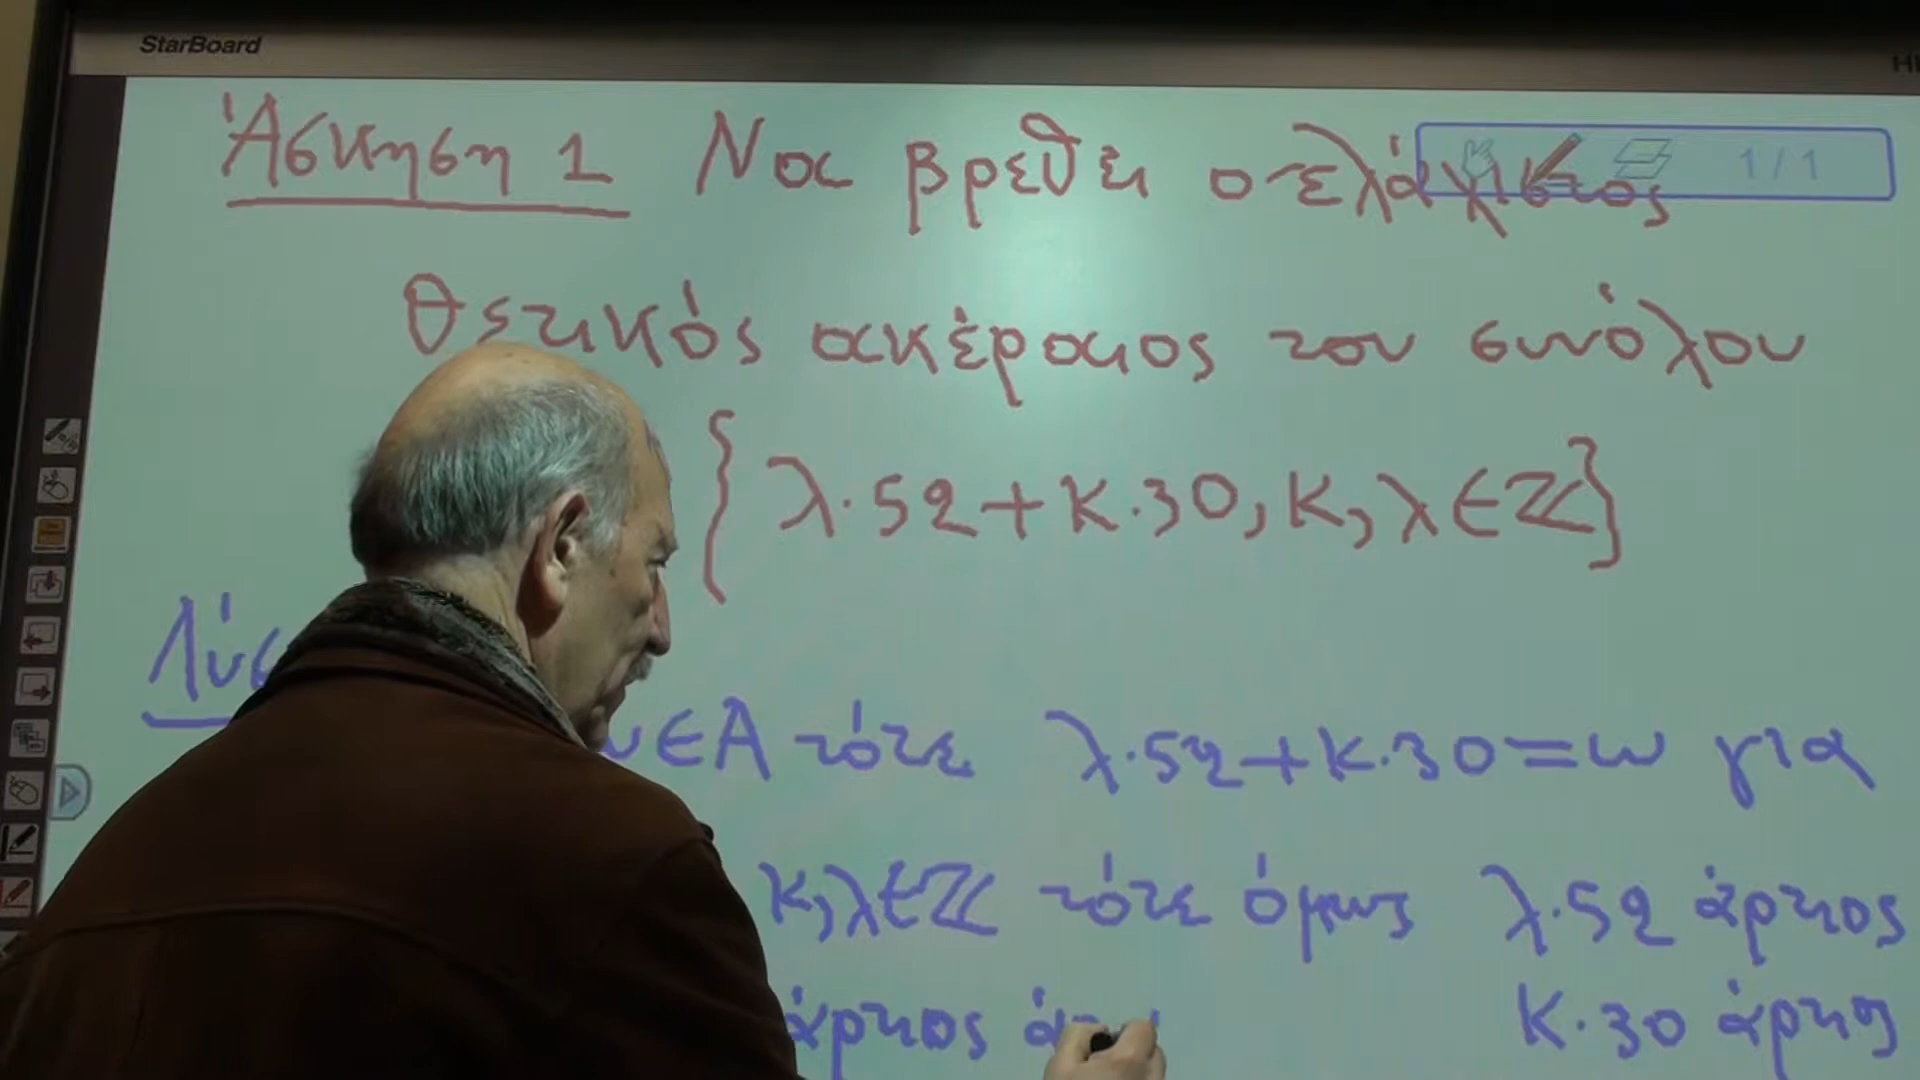 StarBoard
Άσκηση 1 Να βρεθεί ο ελάχιστος
1 / 1
θετικός ακέραιος του συνόλου
{λ·52+κ·30, κ, λ∈ℤ}
∈A τότε λ·52+κ·30=ω για
κ,λ∈ℤ τότε όμως λ·52 άρτιος
άρτιος κ·30 άρτιος